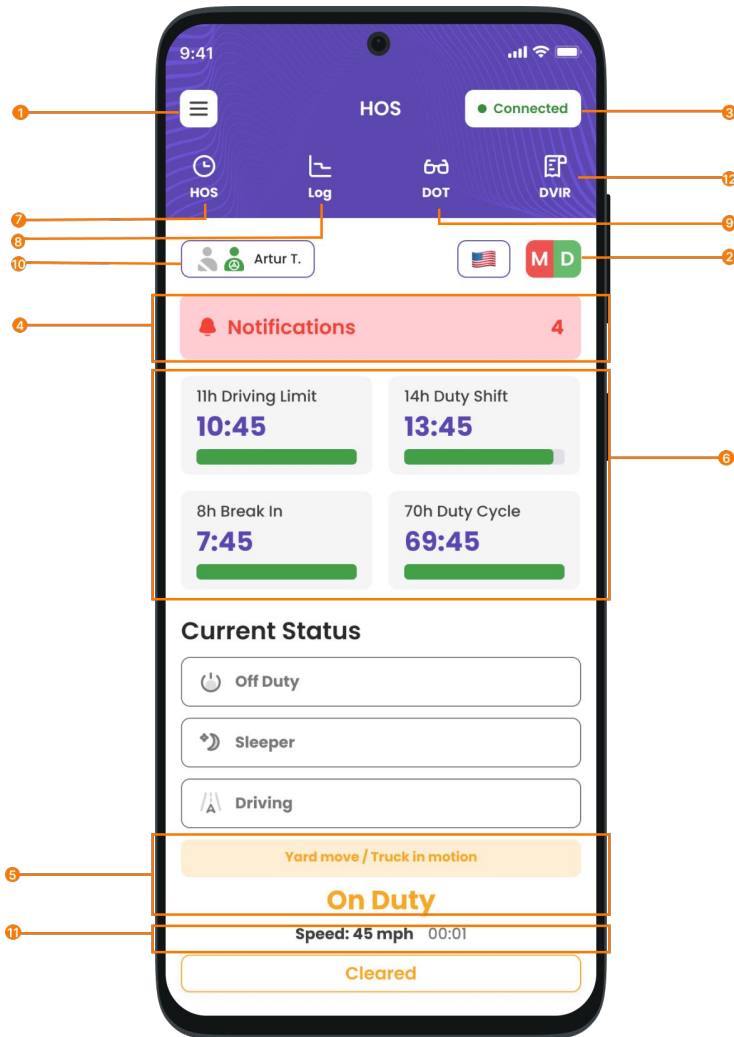 9:41
1
HOS
Connected
3
HOS
Log
DOT
DVIR
12
7
8
9
10
Artur T.
M D
2
4
Notifications
4
11h Driving Limit
10:45
14h Duty Shift
13:45
6
8h Break In
7:45
70h Duty Cycle
69:45
Current Status
Off Duty
Sleeper
Driving
Yard move / Truck in motion
5
On Duty
11
Speed: 45 mph 00:01
Cleared